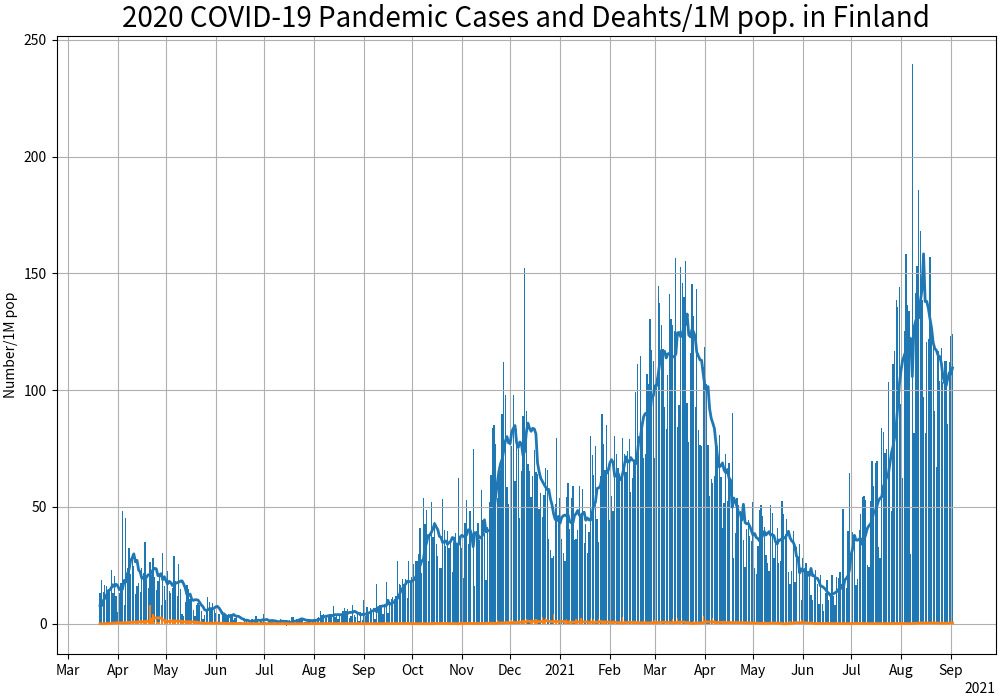 2020 COVID-19 Pandemic Cases and Deahts/1M pop. in Finland
Number/1M pop
250
200
150
100
50
0
Mar Apr May Jun Jul Aug Sep Oct Nov Dec 2021 Feb Mar Apr May Jun Jul Aug Sep
2021